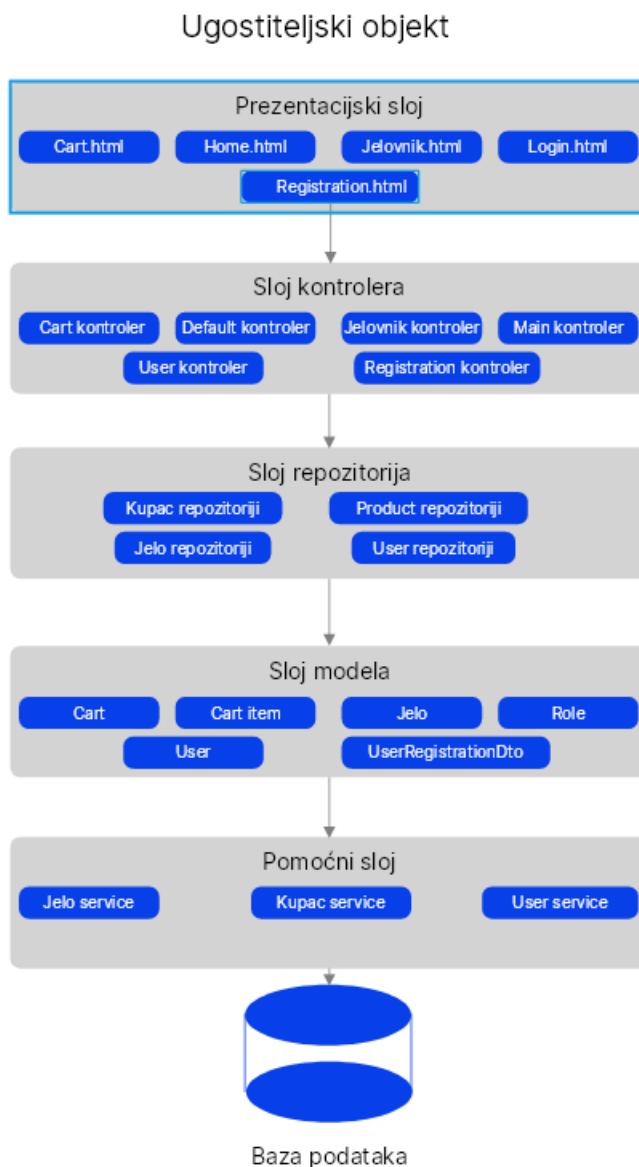 Ugostiteljski objekt
Prezentacijski sloj
Cart.html
Home.html
Jelovnik.html
Login.html
Registration.html
Sloj kontrolera
Cart kontroler
Default kontroler
Jelovnik kontroler
Main kontroler
User kontroler
Registration kontroler
Sloj repozitorija
Kupac repozitoriji
Product repozitoriji
Jelo repozitoriji
User repozitoriji
Sloj modela
Cart
Cart item
Jelo
Role
User
UserRegistrationDto
Pomoćni sloj
Jelo service
Kupac service
User service
Baza podataka